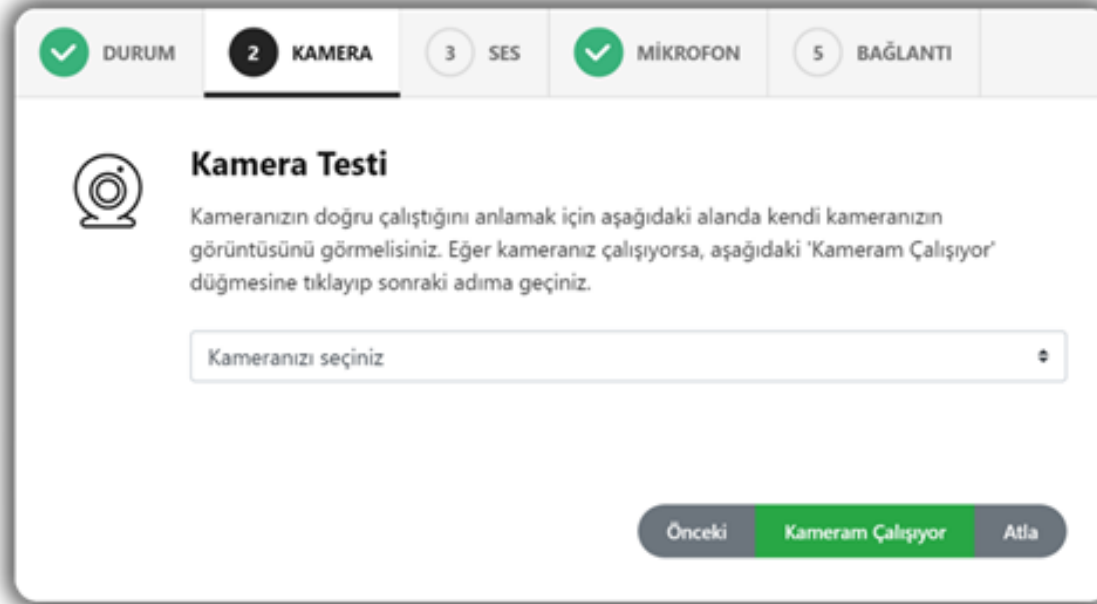 DURUM
2 KAMERA
3 SES
MİKROFON
5 BAĞLANTI
Kamera Testi
Kameranızın doğru çalıştığını anlamak için aşağıdaki alanda kendi kameranızın
görüntüsünü görmelisiniz. Eğer kameranız çalışıyorsa, aşağıdaki 'Kameram Çalışıyor'
düğmesine tıklayıp sonraki adıma geçiniz.
Kameranızı seçiniz
Önceki
Kameram Çalışıyor
Atla